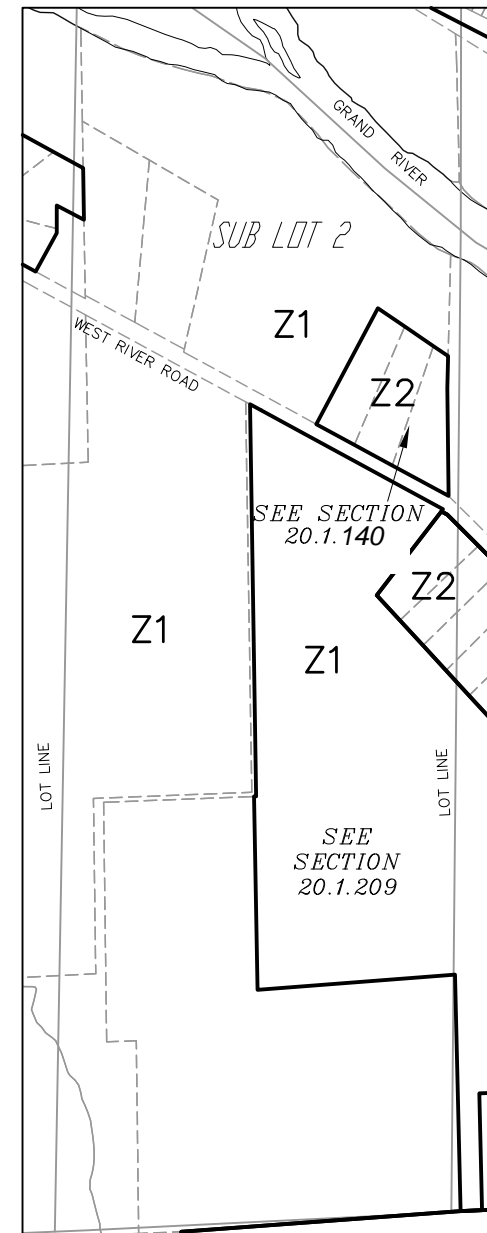 GRAND
RIVER
SUB LOT 2
Z1
WEST RIVER ROAD
Z2
SEE SECTION
20.1.140
Z2
Z1
Z1
LOT LINE
LOT LINE
SEE
SECTION
20.1.209